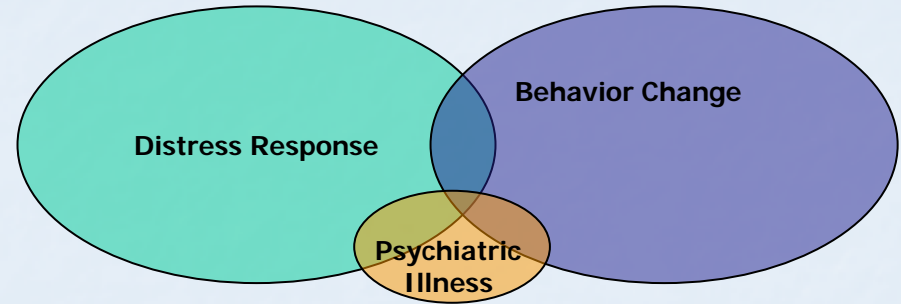 Behavior Change
Distress Response
Psychiatric
Illness